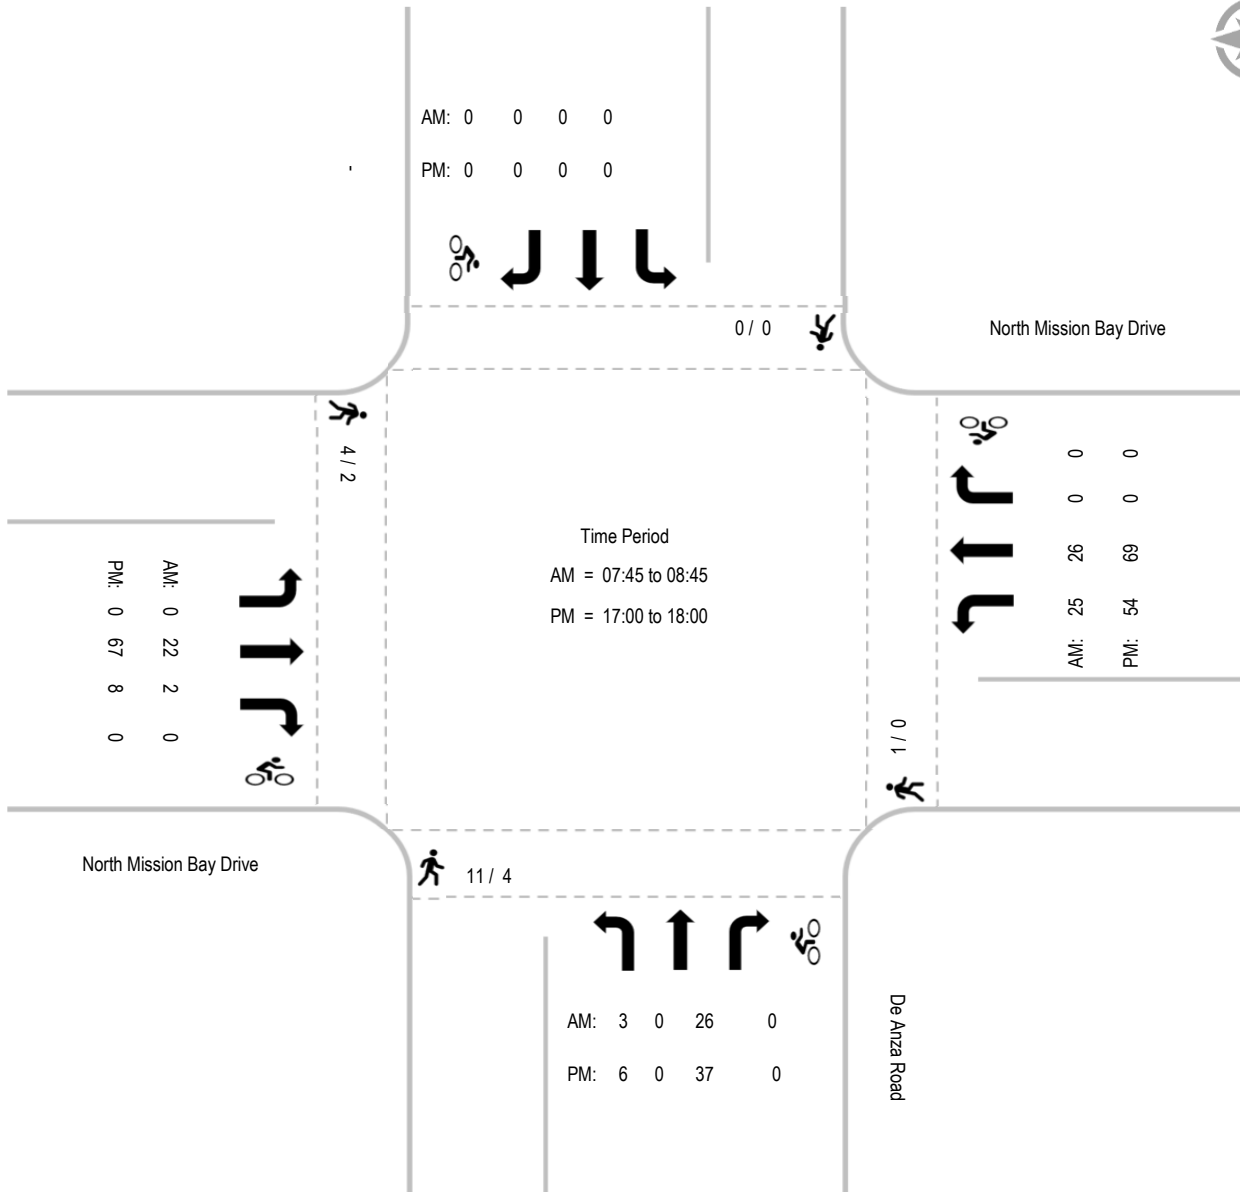 AM: 0 0 0 0
-
PM: 0 0 0 0
0 / 0
North Mission Bay Drive
4 / 2
Time Period
AM = 07:45 to 08:45
PM = 17:00 to 18:00
AM: 0 22 2 0
PM: 0 67 8 0
AM: 25 26 0 0
PM: 54 69 0 0
0 / 1
North Mission Bay Drive
11 / 4
AM: 3 0 26 0
PM: 6 0 37 0
De Anza Road